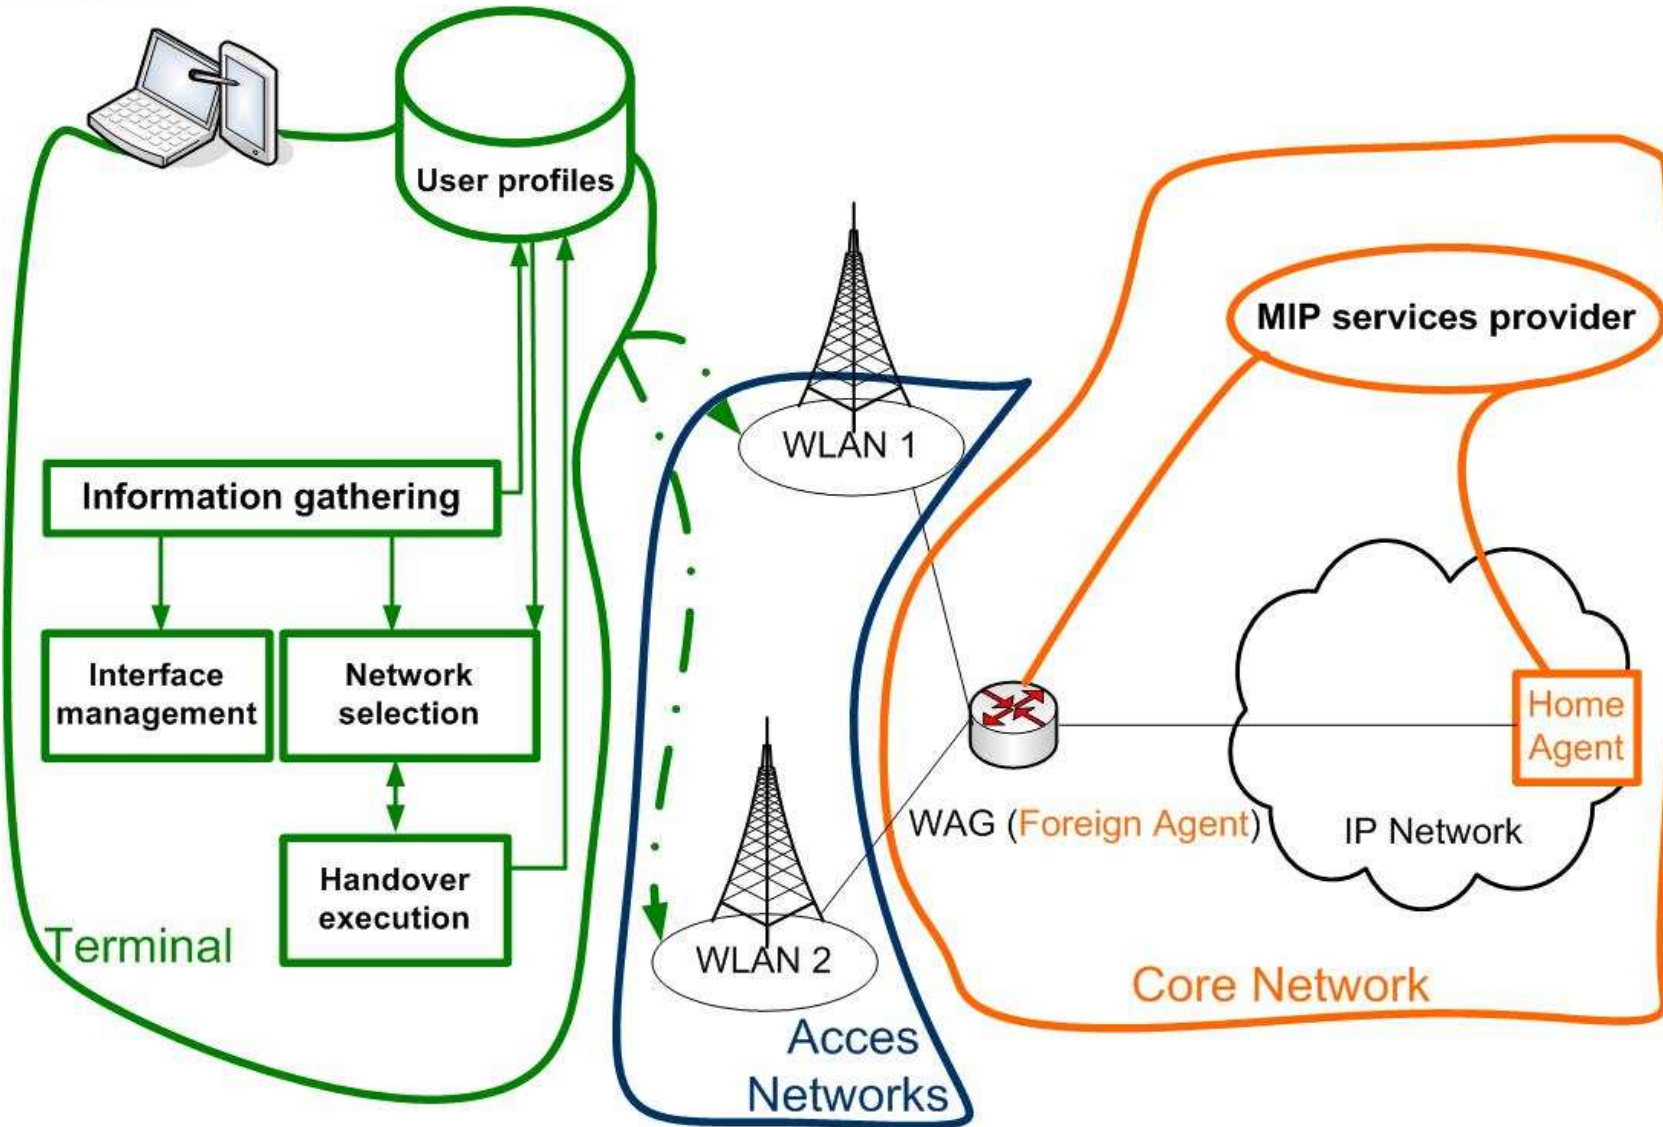 User profiles
MIP services provider
WLAN 1
Information gathering
Interface
management
Network
selection
Home
Agent
WAG (Foreign Agent)
IP Network
Handover
execution
Terminal
WLAN 2
Core Network
Acces
Networks